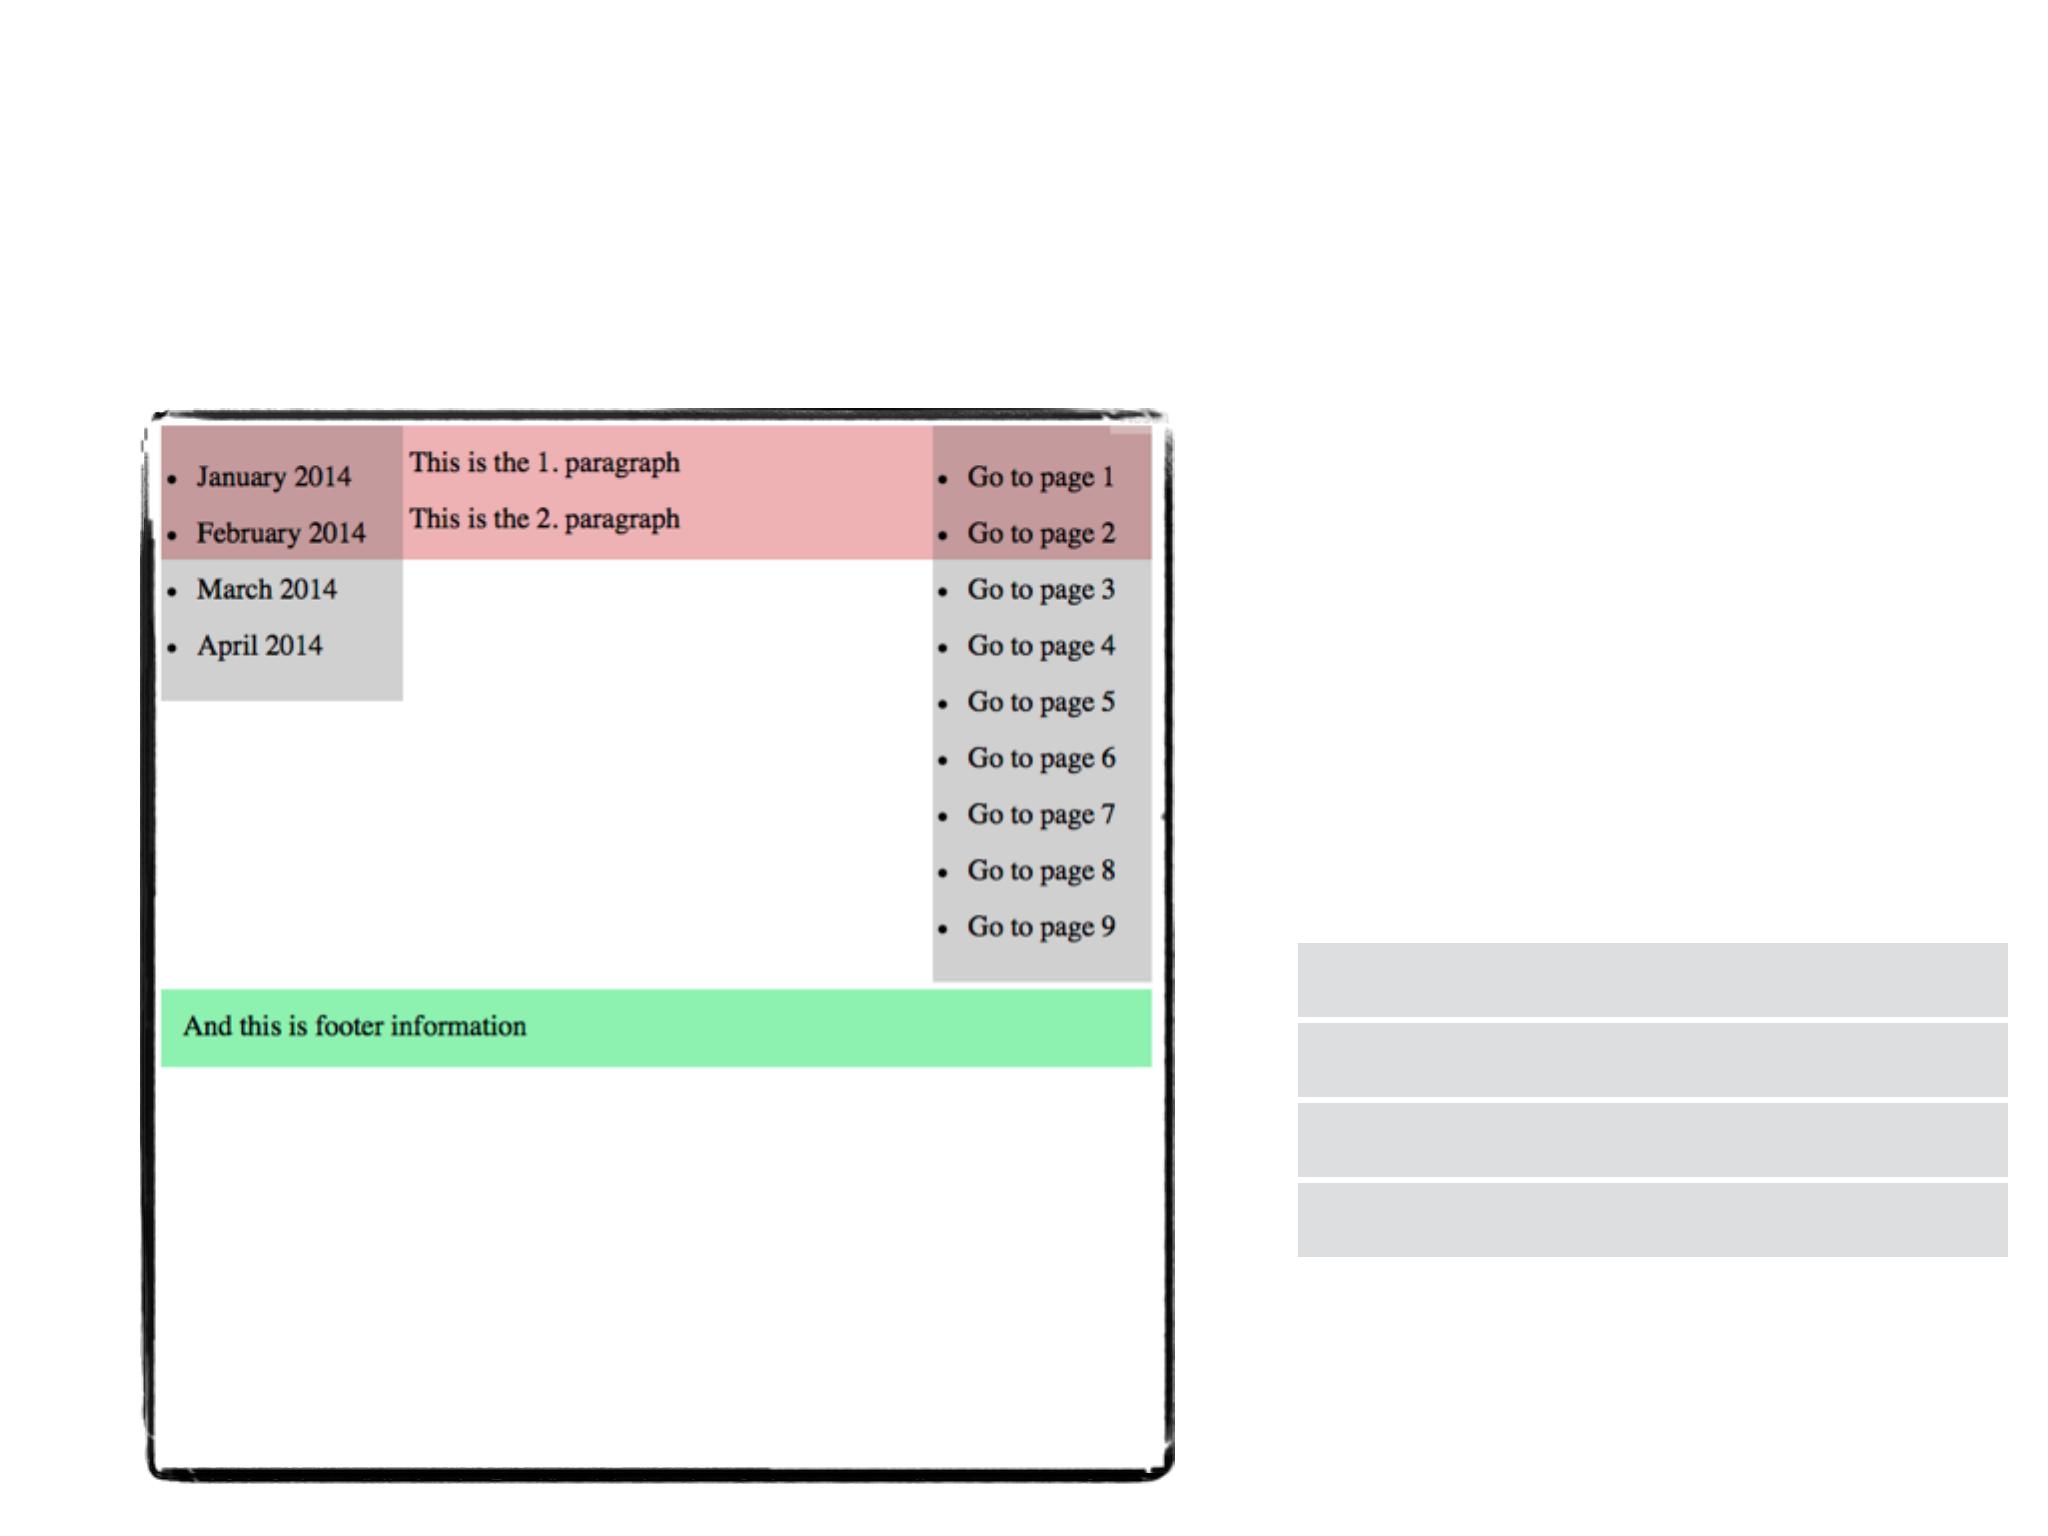 • January 2014
• February 2014
• March 2014
• April 2014
This is the 1. paragraph
This is the 2. paragraph
• Go to page 1
• Go to page 2
• Go to page 3
• Go to page 4
• Go to page 5
• Go to page 6
• Go to page 7
• Go to page 8
• Go to page 9
And this is footer information